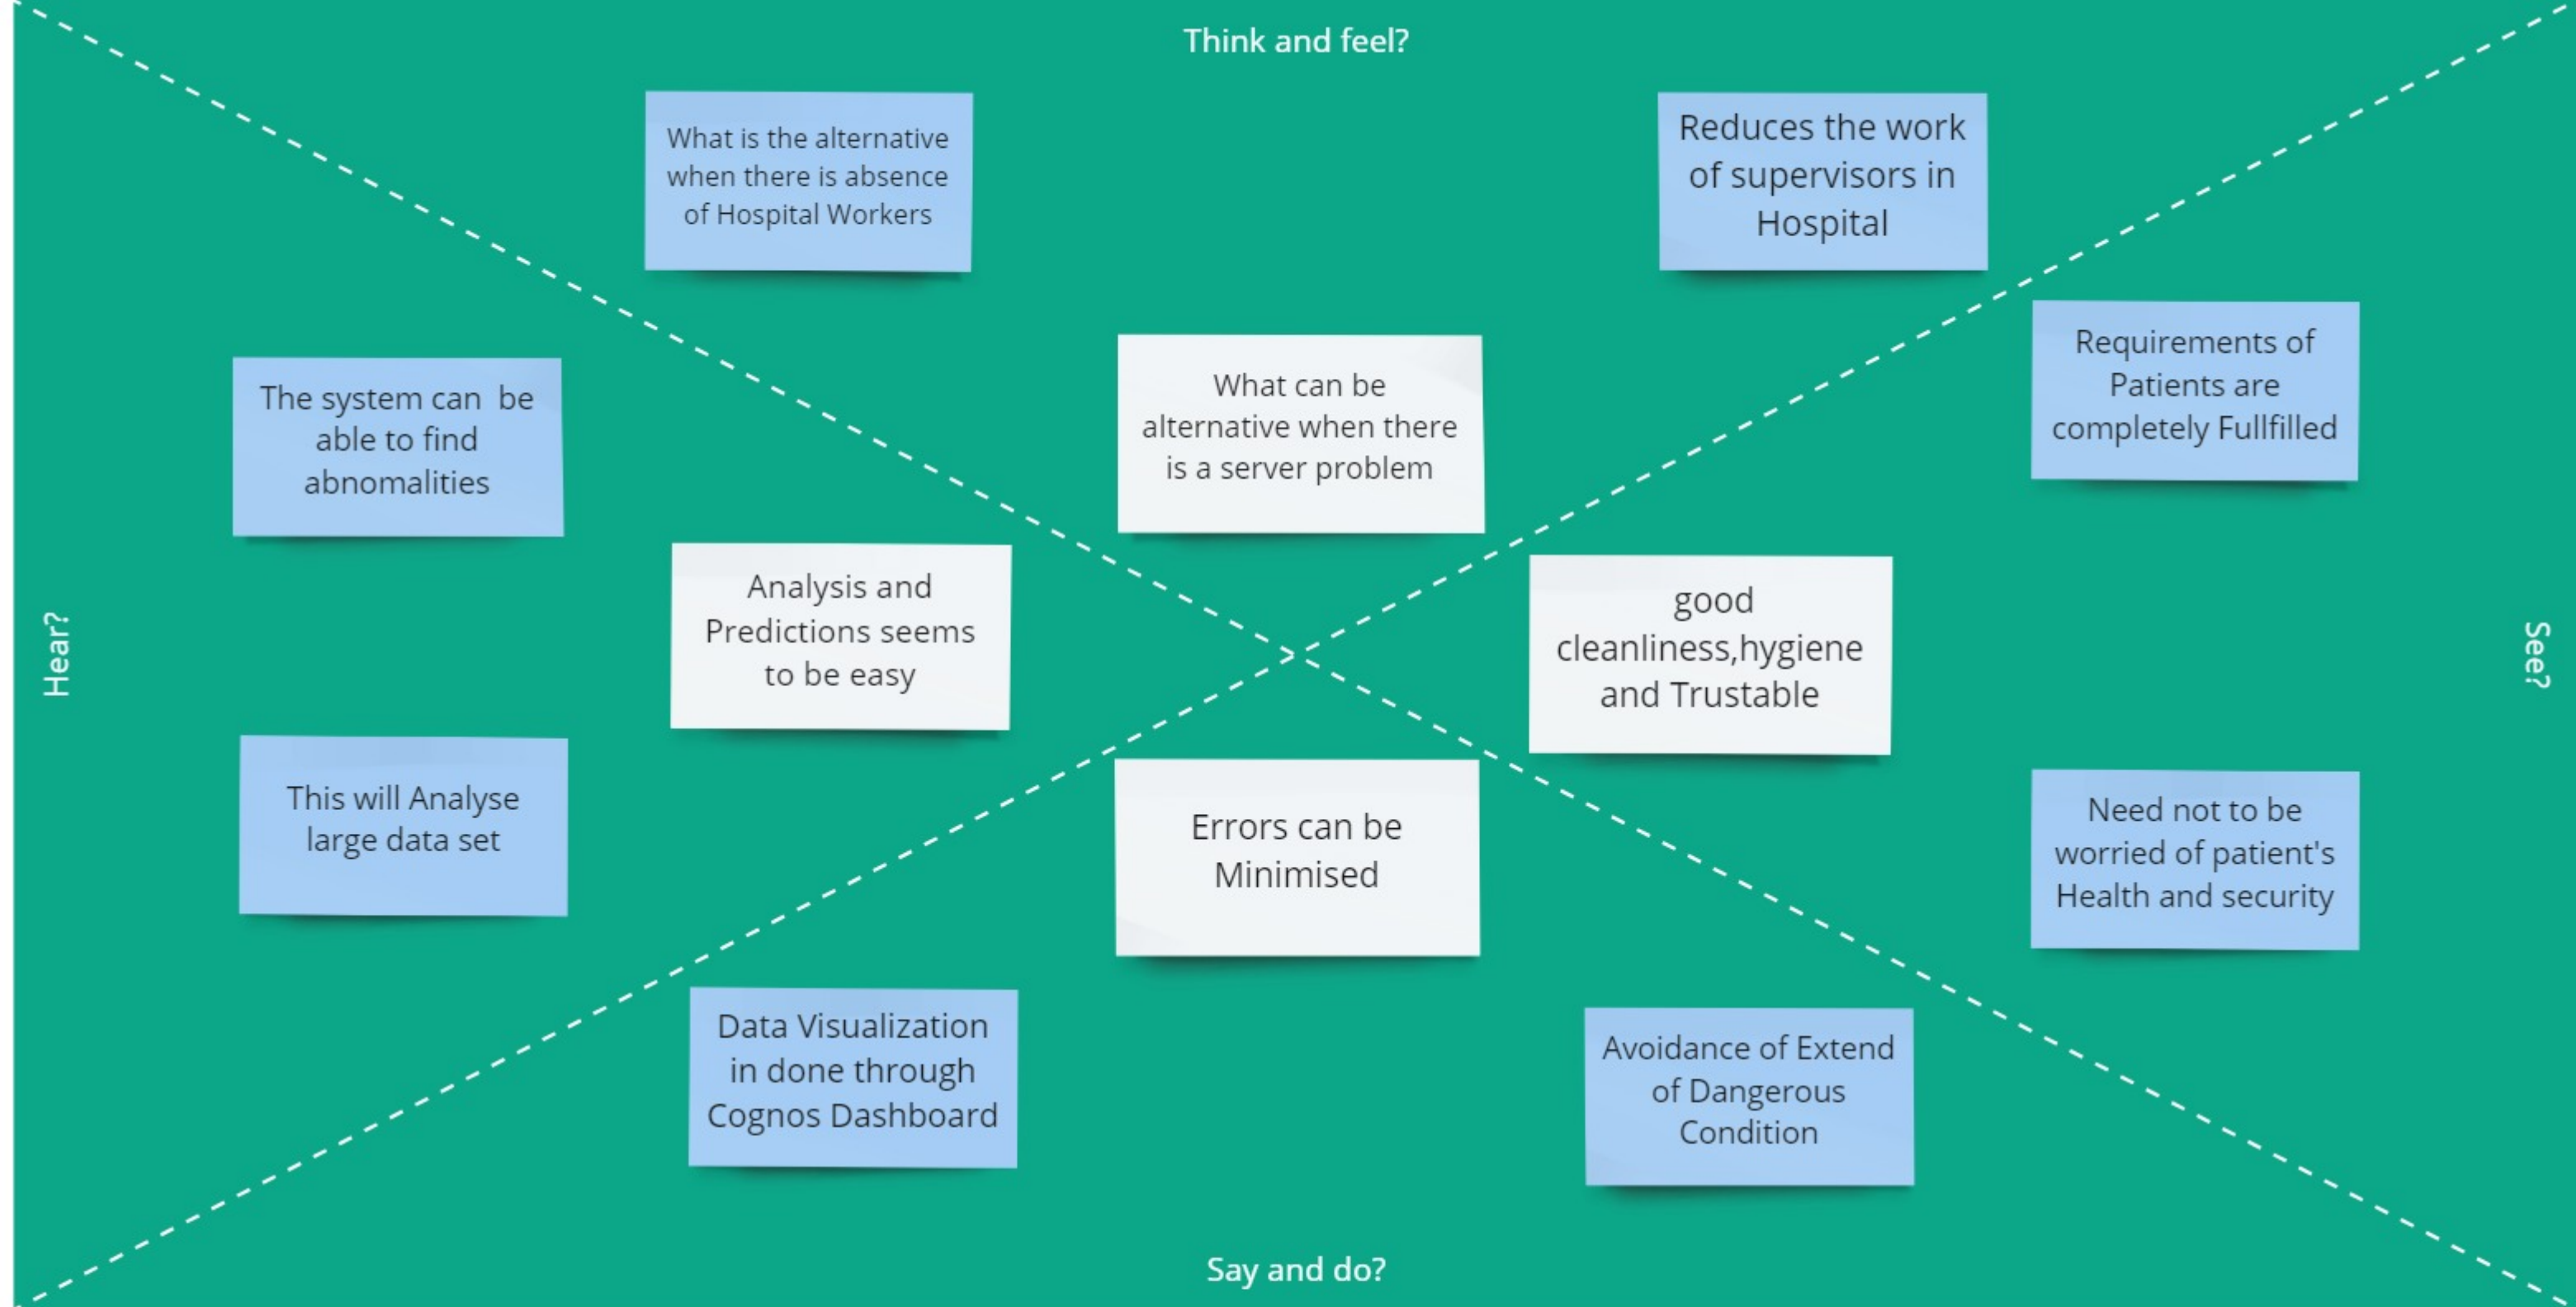 Think and feel?
What is the alternative
when there is absence
of Hospital Workers
Reduces the work
of supervisors in
Hospital
What can be
alternative when there
is a server problem
Hear?
The system can  be
able to find
abnomalities
Analysis and
Predictions seems
to be easy
This will Analyse
large data set
See?
Requirements of
Patients are
completely Fullfilled
good
cleanliness,hygiene
and Trustable
Need not to be
worried of patient's
Health and security
Errors can be
Minimised
Data Visualization
in done through
Cognos Dashboard
Avoidance of Extend
of Dangerous
Condition
Say and do?